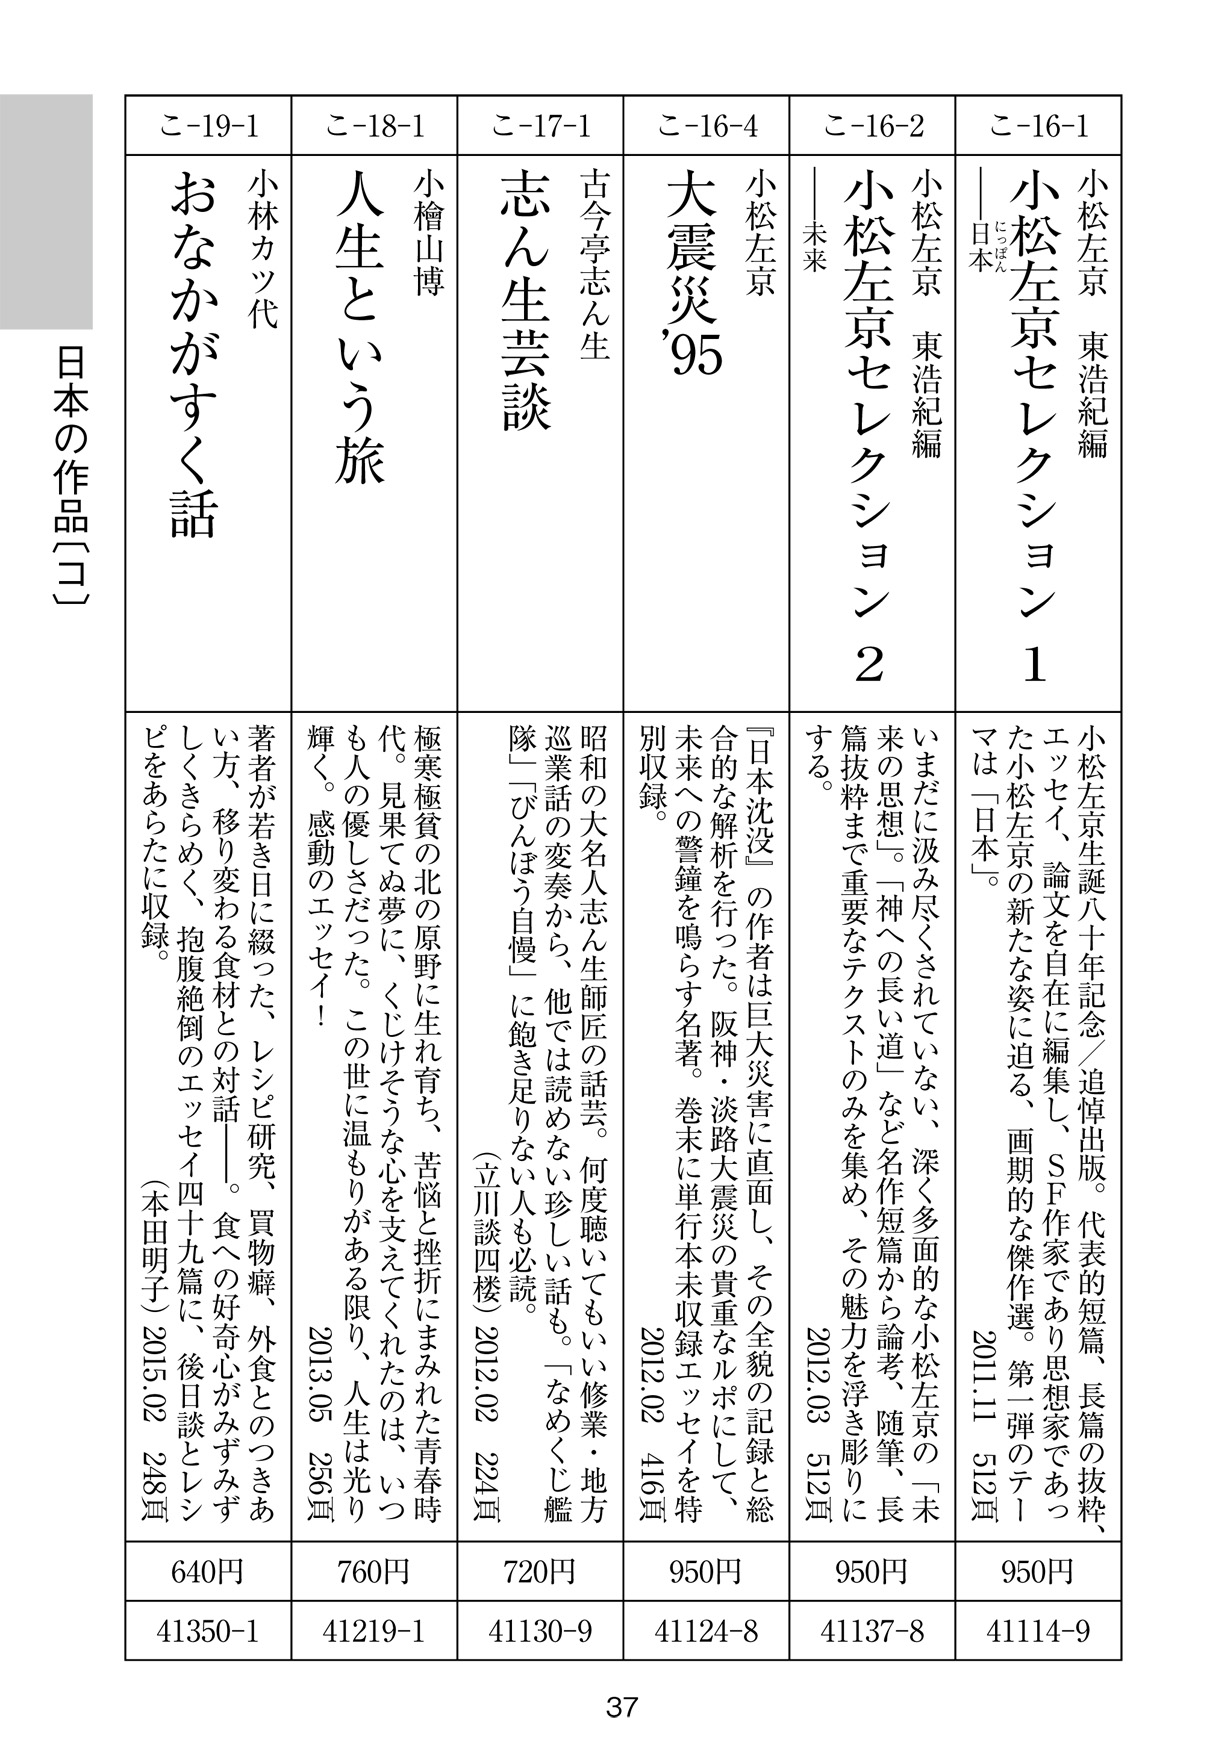 こ-16-1
小松左京　東浩紀編
小松左京セレクション　1
にっぽん
――日本
小松左京生誕八十年記念／追悼出版。代表的短篇、長篇の抜粋、
エッセイ、論文を自在に編集し、ＳＦ作家であり思想家であっ
た小松左京の新たな姿に迫る、画期的な傑作選。第一弾のテー
マは「日本」。　2011.11　512頁
950円
41114-9
こ-16-2
小松左京　東浩紀編
小松左京セレクション　2
――未来
いまだに汲み尽くされていない、深く多面的な小松左京の「未
来の思想」。「神への長い道」など名作短篇から論考、随筆、長
篇抜粋まで重要なテクストのみを集め、その魅力を浮き彫りに
する。　2012.03　512頁
950円
41137-8
こ-16-4
小松左京
大震災’95
『日本沈没』の作者は巨大災害に直面し、その全貌の記録と総
合的な解析を行った。阪神・淡路大震災の貴重なルポにして、
未来への警鐘を鳴らす名著。巻末に単行本未収録エッセイを特
別収録。　2012.02　416頁
950円
41124-8
こ-17-1
古今亭志ん生
志ん生芸談
昭和の大名人志ん生師匠の話芸。何度聴いてもいい修業・地方
巡業話の変奏から、他では読めない珍しい話も。「なめくじ艦
隊」「びんぼう自慢」に飽き足りない人も必読。
（立川談四楼）2012.02　224頁
720円
41130-9
こ-18-1
小檜山博
人生という旅
極寒極貧の北の原野に生れ育ち、苦悩と挫折にまみれた青春時
代。見果てぬ夢に、くじけそうな心を支えてくれたのは、いつ
も人の優しさだった。この世に温もりがある限り、人生は光り
輝く。感動のエッセイ！　2013.05　256頁
760円
41219-1
こ-19-1
小林カツ代
おなかがすく話
著者が若き日に綴った、レシピ研究、買物癖、外食とのつきあ
い方、移り変わる食材との対話――。食への好奇心がみずみず
しくきらめく、抱腹絶倒のエッセイ四十九篇に、後日談とレシ
ピをあらたに収録。　（本田明子）2015.02　248頁
640円
41350-1
日本の作品〔コ〕
37